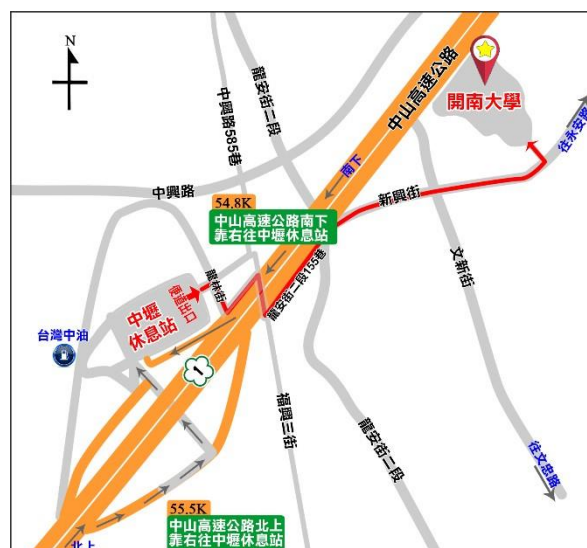 N
中山高速公路
開南大學
往永安路
龍安街二段
中興路585巷
南下
中興路
新興街
54.8K
中山高速公路南下
靠右往中壢休息站
文新街
龍安街二段155巷
便道出口
中壢
休息站
台灣中油
1
福興三街
龍安街二段
往文忠路
55.5K
中山高速公路北上
靠右往中壢休息站
北上